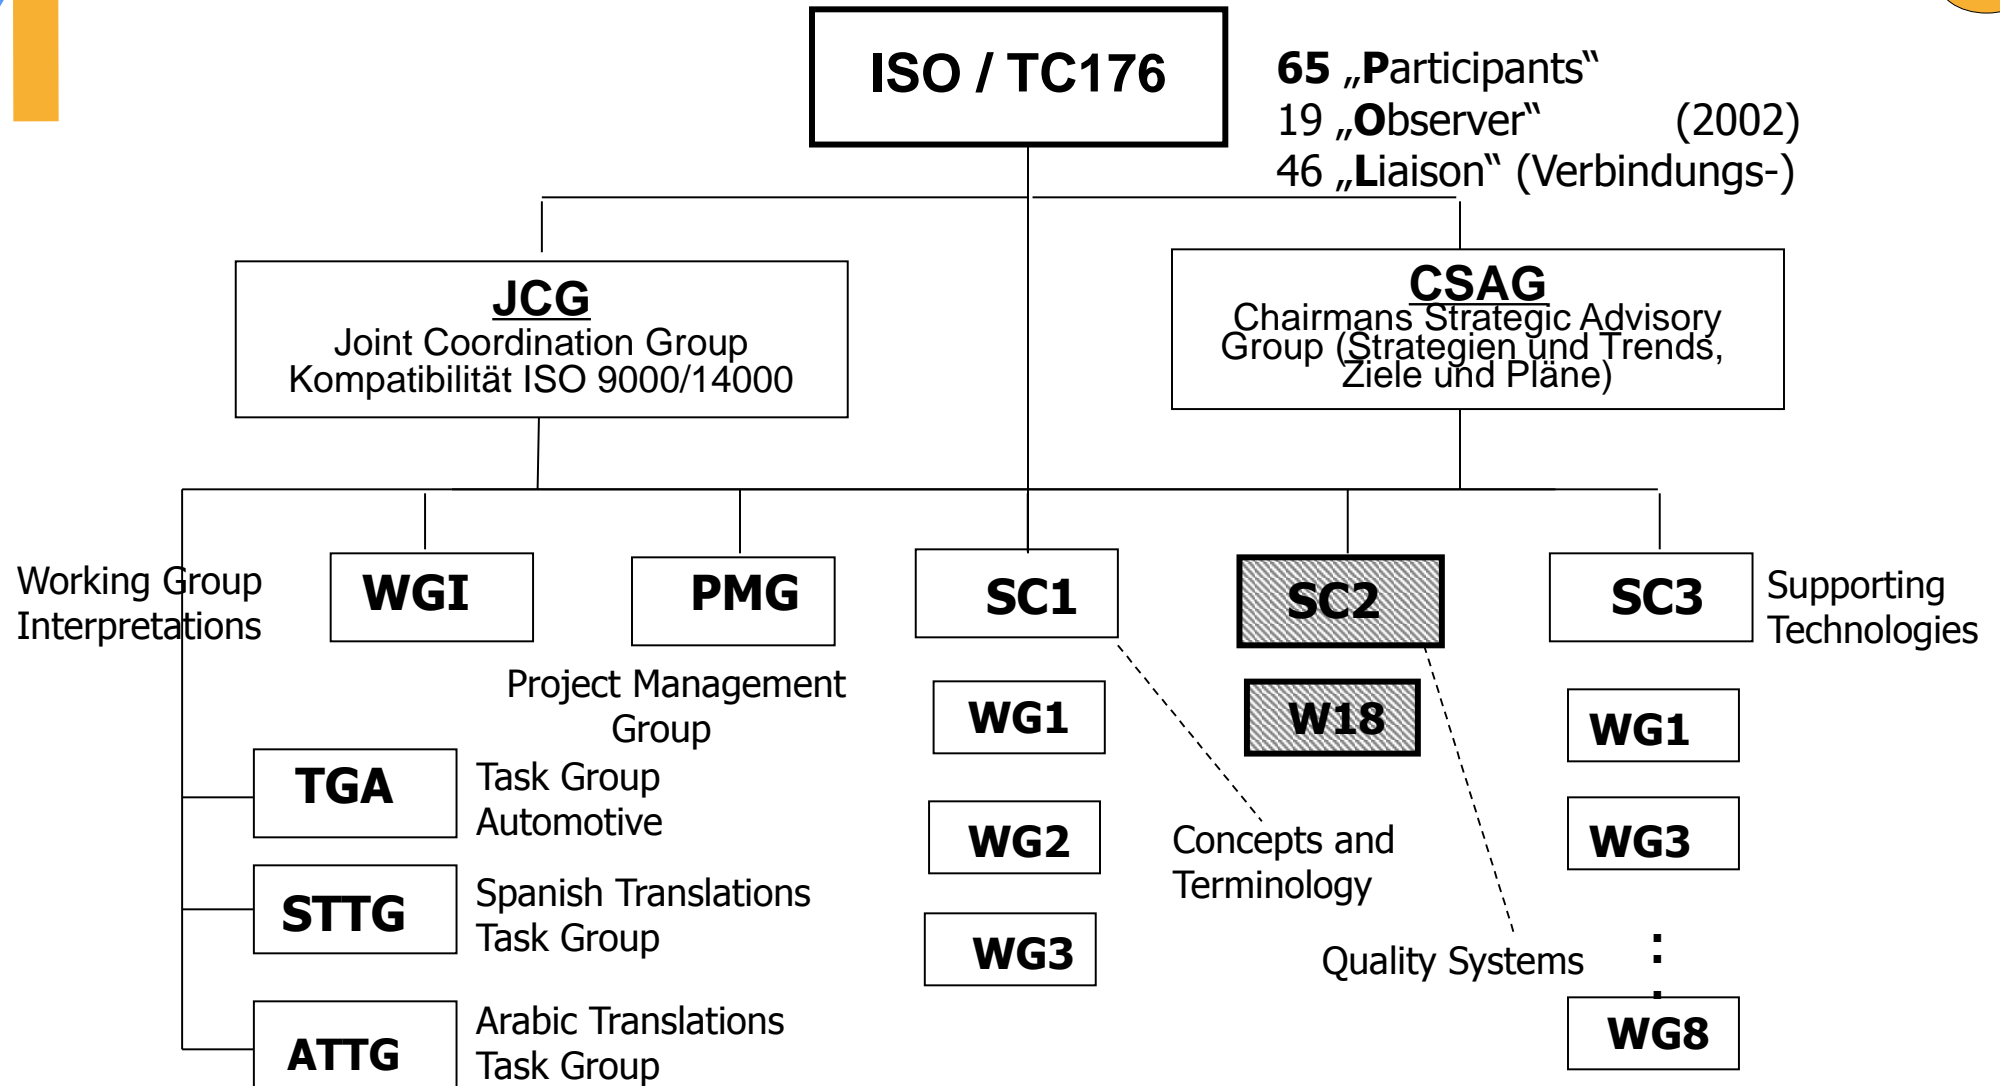 ISO / TC176
65 „Participants“
19 „Observer“ (2002)
46 „Liaison“ (Verbindungs-)
JCG
Joint Coordination Group
Kompatibilität ISO 9000/14000
CSAG
Chairmans Strategic Advisory
Group (Strategien und Trends,
Ziele und Pläne)
Working Group
Interpretations
WGI
PMG
Project Management
Group
SC1
SC2
SC3
Supporting
Technologies
WG1
WG2
WG3
W18
WG1
WG3
:
.
WG8
Concepts and
Terminology
Quality Systems
TGA
Task Group
Automotive
STTG
Spanish Translations
Task Group
ATTG
Arabic Translations
Task Group